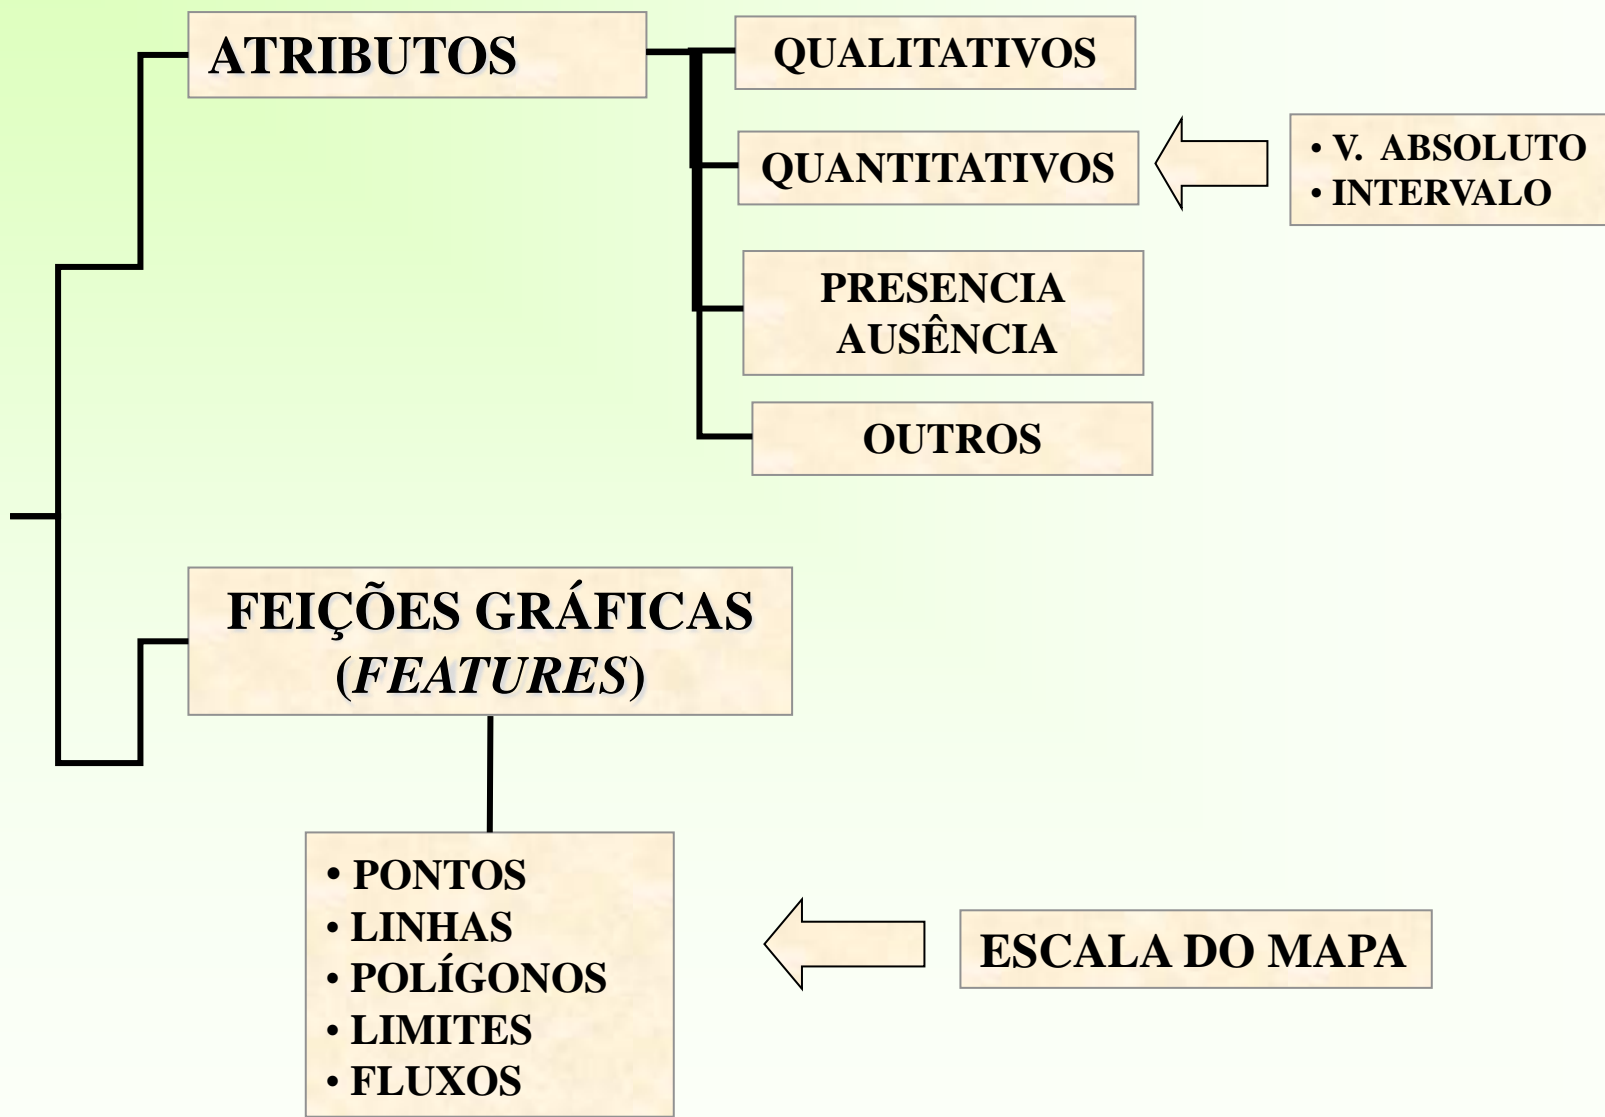 ATRIBUTOS
QUALITATIVOS
QUANTITATIVOS
• V. ABSOLUTO
• INTERVALO
PRESENCIA
AUSÊNCIA
OUTROS
FEIÇÕES GRÁFICAS
(FEATURES)
• PONTOS
• LINHAS
• POLÍGONOS
• LIMITES
• FLUXOS
ESCALA DO MAPA